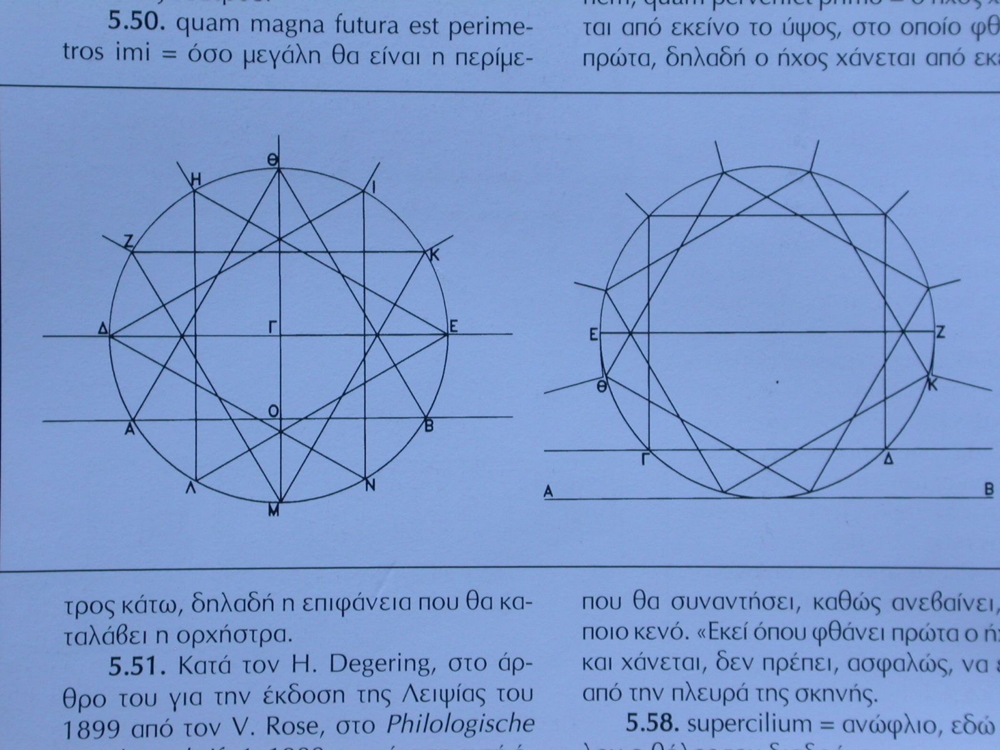 5.50. quam magna futura est perime-
tros imi = όσο μεγάλη θα είναι η περίμε-
ται από εκείνο το ύψος, στο οποίο
πρώτα, δηλαδή ο ήχος χάνεται από
Θ
Η
Ι
Ζ
Κ
Δ
Γ
Ε
Ο
Α
Β
Λ
Ν
Μ
Ε
Ζ
Θ
Κ
Γ
Δ
Α
Β
τρος κάτω, δηλαδή η επιφάνεια που θα κα-
ταλάβει η ορχήστρα.
5.51. Κατά τον H. Degering, στο άρ-
θρο του για την έκδοση της Λειψίας του
1899 από τον V. Rose, στο Philologische
που θα συναντήσει, καθώς ανεβαίνει,
ποιο κενό. «Εκεί όπου φθάνει πρώτα ο
και χάνεται, δεν πρέπει, ασφαλώς, να
από την πλευρά της σκηνής.
5.58. supercilium = ανώφλιο, εδώ